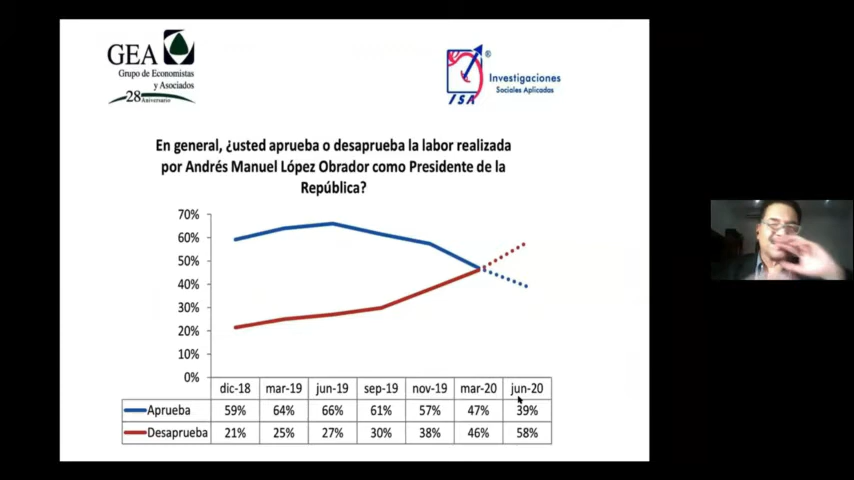 GEA
Grupo de Economistas
y Asociados
28 Aniversario
®
Investigaciones
Sociales Aplicadas
ISA
En general, ¿usted aprueba o desaprueba la labor realizada
por Andrés Manuel López Obrador como Presidente de la
República?
70%
60%
50%
40%
30%
20%
10%
0%
dic-18 mar-19 jun-19 sep-19 nov-19 mar-20 jun-20
Aprueba 59% 64% 66% 61% 57% 47% 39%
Desaprueba 21% 25% 27% 30% 38% 46% 58%